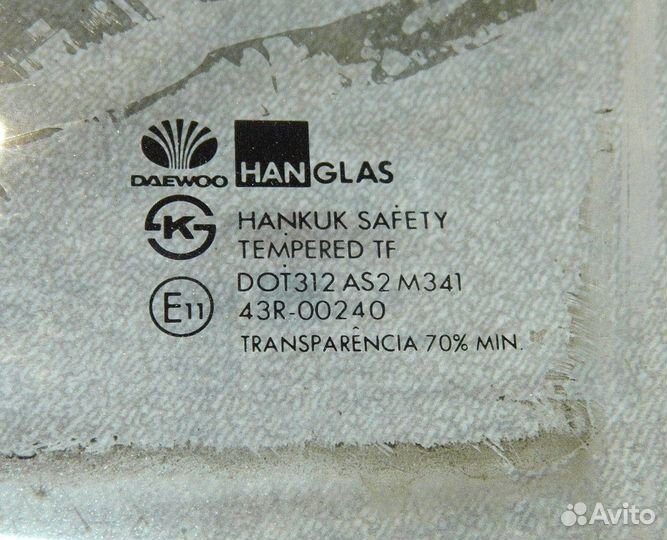 DAEWOO HANGLAS
K HANKUK SAFETY
TEMPERED TF
DOT312 AS2 M341
E11 43R-00240
TRANSPARÊNCIA 70% MIN.
Avito